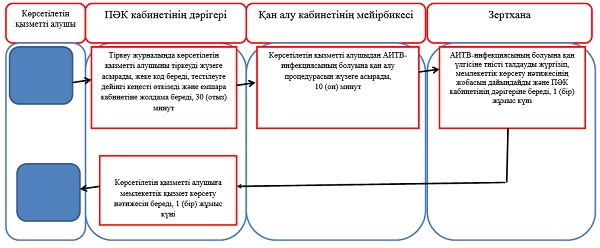 Көрсетілетін
қызметті алушы
ПӘК кабинетінің дәрігері
Қан алу кабинетінің мейірбикесі
Зертхана
Тіркеу журналында көрсетілетін
қызметті алушыны тіркеуді жүзеге
асырады, жеке код береді, тестілеуге
дейінгі кеңесті өткізеді және емшара
кабинетіне жолдама береді, 30 (отыз)
минут
Көрсетілетін қызметті алушыдан АИТВ-
инфекциясының болуына қан алу
процедурасын жүзеге асырады,
10 (он) минут
АИТВ-инфекциясының болуына қан
үлгісіне тиісті талдауды жүргізіп,
мемлекеттік көрсету нәтижесінің
жобасын дайындайды және ПӘК
кабинетінің дәрігеріне береді, 1 (бір)
жұмыс күні
Көрсетілетін қызметті алушыға
мемлекеттік қызмет көрсету
нәтижесін береді, 1 (бір) жұмыс
күні